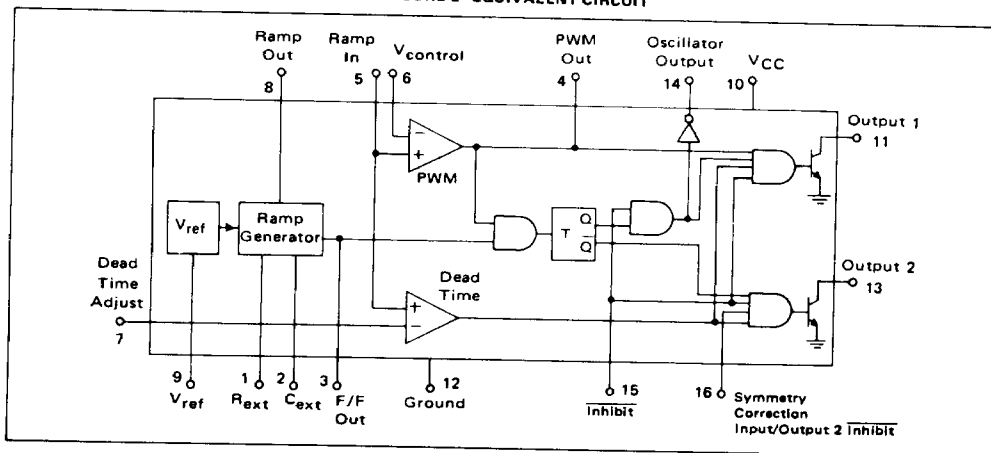 EQUIVALENT CIRCUIT
Ramp
Out
8
Ramp
In
5
Vcontrol
6
PWM
Out
4
Oscillator
Output
14
VCC
10
Output 1
11
PWM
Vref
Ramp
Generator
T
Q
Q̅
Dead
Time
Output 2
13
Dead
Time
Adjust
7
9
Vref
1
Rext
2
Cext
3
F/F
Out
12
Ground
15
Inhibit
16
Symmetry
Correction
Input/Output 2 Inhibit